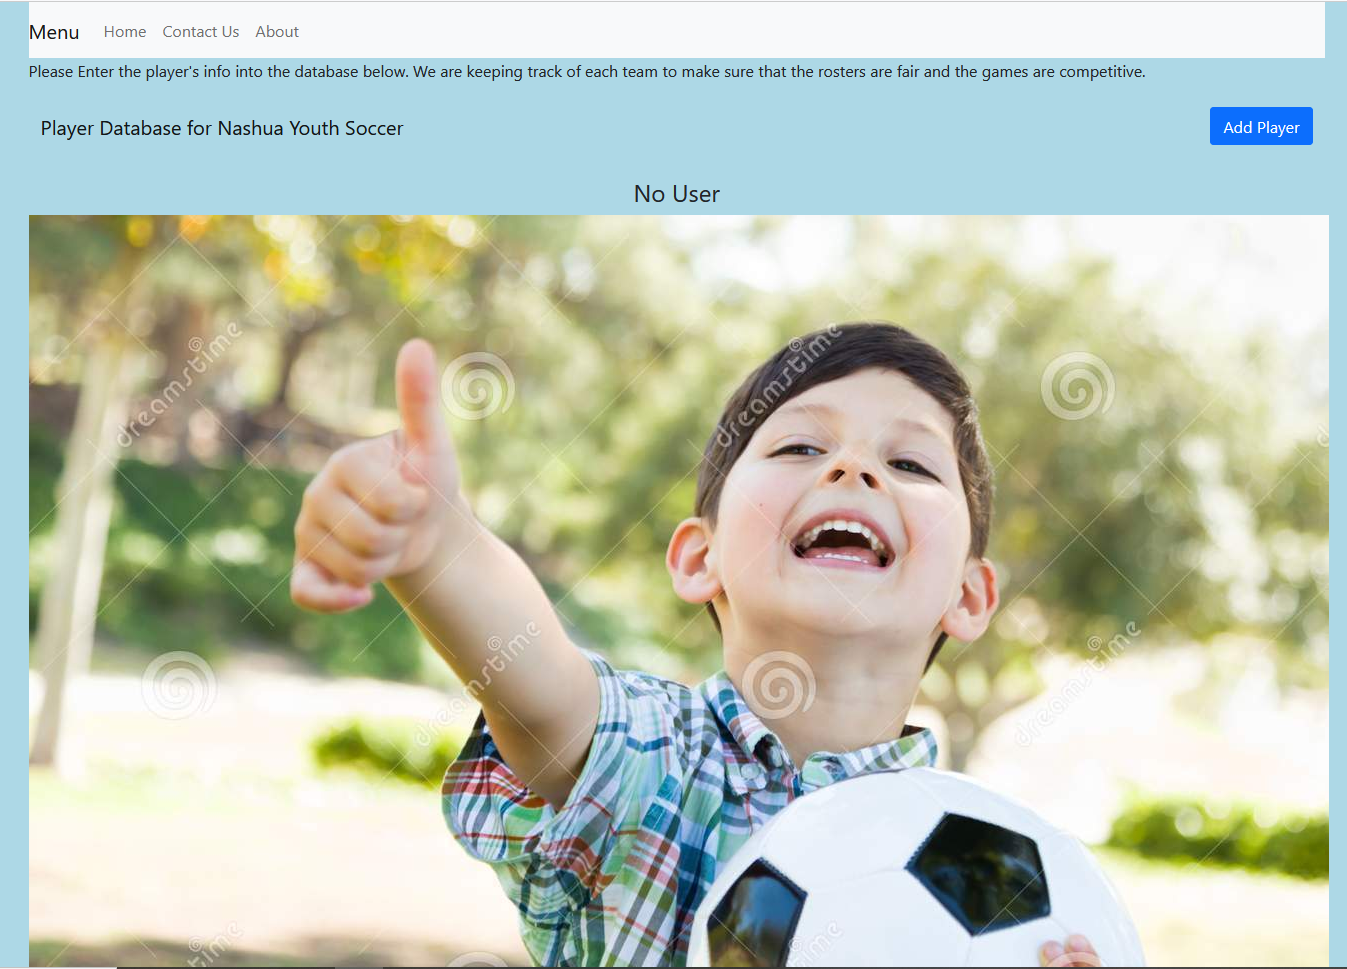 Menu Home Contact Us About
Please Enter the player's info into the database below. We are keeping track of each team to make sure that the rosters are fair and the games are competitive.
Player Database for Nashua Youth Soccer Add Player
No User
dreamstime
dreamstime
dreamstime
dreamstime
dreamstime
dreamstime